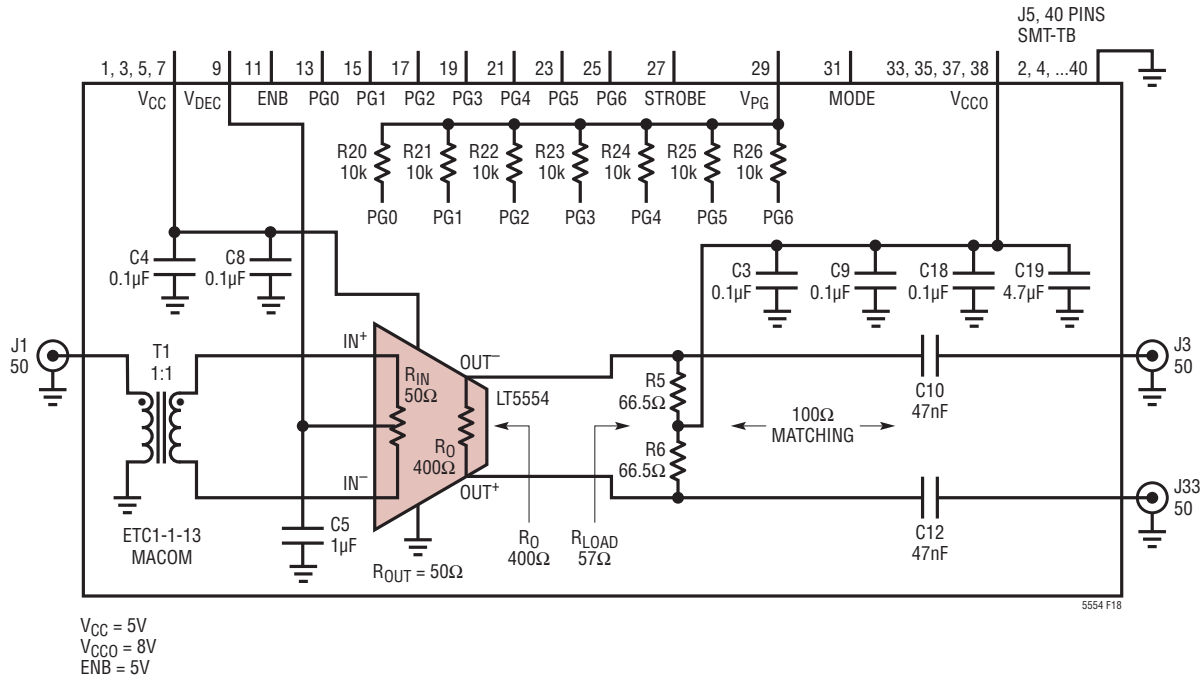 J5, 40 PINS
SMT-TB
1, 3, 5, 7
9
11
13
15
17
19
21
23
25
27
29
31
33, 35, 37, 38
2, 4, ...40
VCC
VDEC
ENB
PG0
PG1
PG2
PG3
PG4
PG5
PG6
STROBE
VPG
MODE
VCCO
R20
10k
R21
10k
R22
10k
R23
10k
R24
10k
R25
10k
R26
10k
PG0
PG1
PG2
PG3
PG4
PG5
PG6
C4
0.1µF
C8
0.1µF
C3
0.1µF
C9
0.1µF
C18
0.1µF
C19
4.7µF
J1
50
T1
1:1
IN+
RIN
50Ω
OUT–
LT5554
RO
400Ω
IN–
OUT+
R5
66.5Ω
R6
66.5Ω
100Ω
MATCHING
C10
47nF
J3
50
C12
47nF
J33
50
ETC1-1-13
MACOM
C5
1µF
ROUT = 50Ω
RO
400Ω
RLOAD
57Ω
5554 F18
VCC = 5V
VCCO = 8V
ENB = 5V